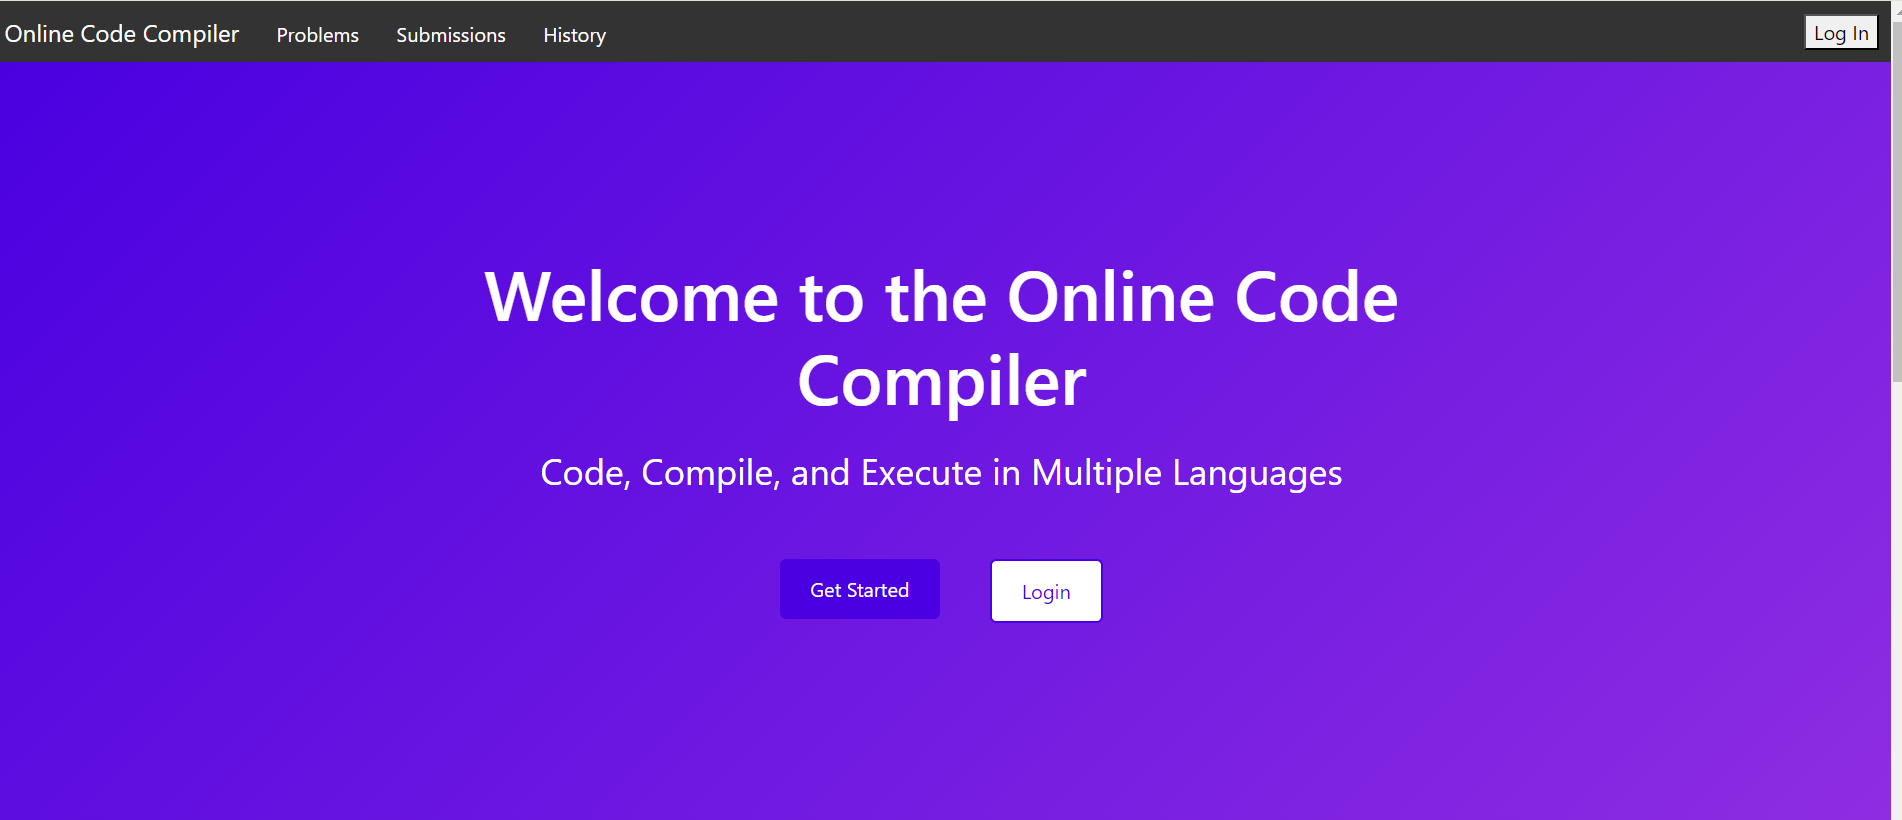 Online Code Compiler Problems Submissions History Log In
Welcome to the Online Code
Compiler
Code, Compile, and Execute in Multiple Languages
Get Started Login